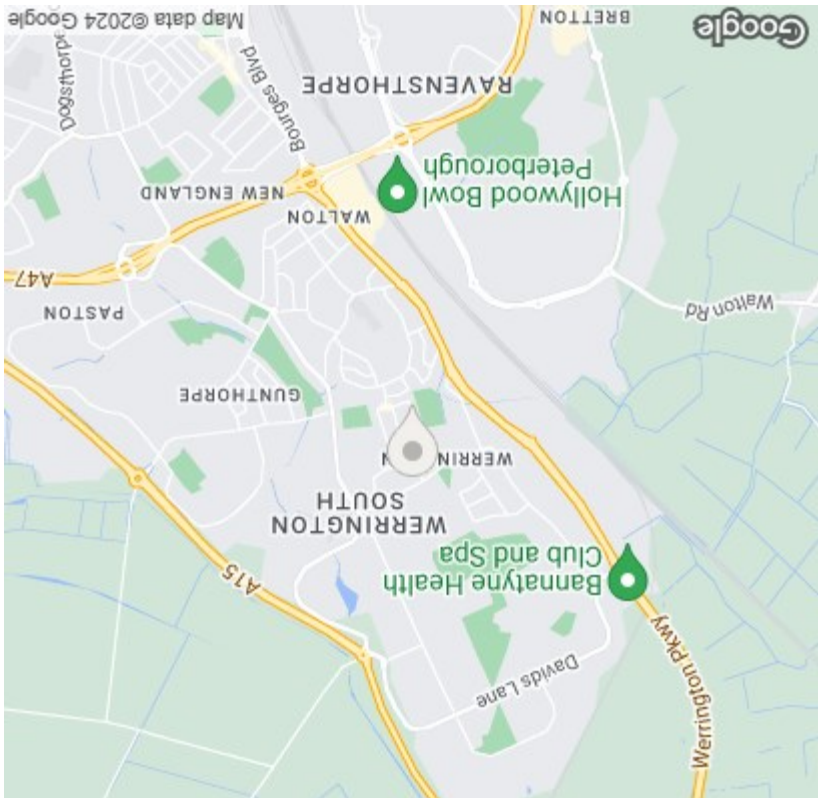 Werrington Pkwy
Davids Lane
Bannatyne Health
Club and Spa
A15
WERRINGTON
SOUTH
WERRIN N
GUNTHORPE
Walton Rd
PASTON
A47
WALTON
Hollywood Bowl
Peterborough
NEW ENGLAND
RAVENSTHORPE
Bourges Blvd
Dogsthorpe
BRETTON
Google
Map data ©2024 Google